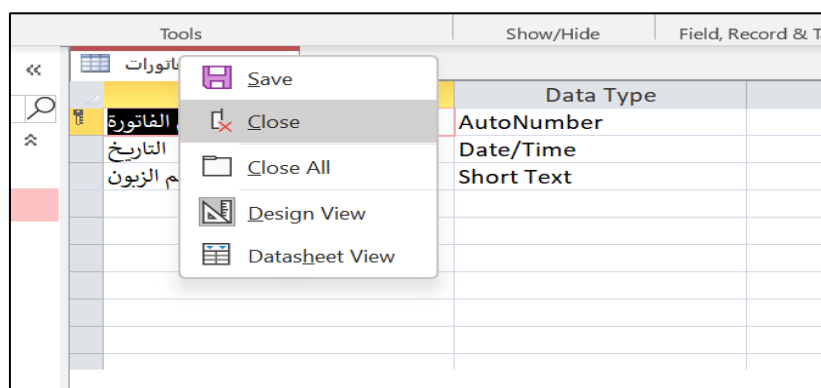 Tools
Show/Hide
Field, Record & T
Save
Close
Close All
Design View
Datasheet View
Data Type
الفاتورة
AutoNumber
التاريخ
Date/Time
الزبون
Short Text